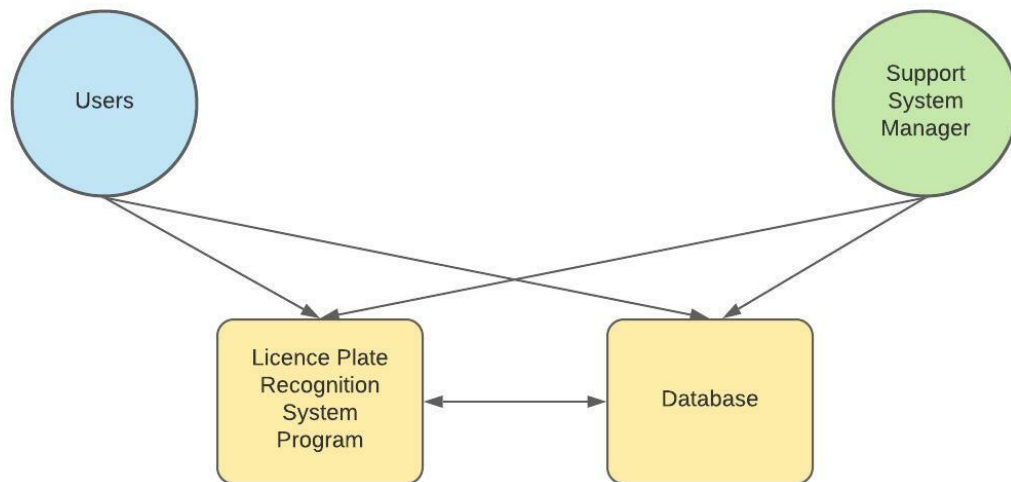 Users
Support
System
Manager
Licence Plate
Recognition
System
Program
Database